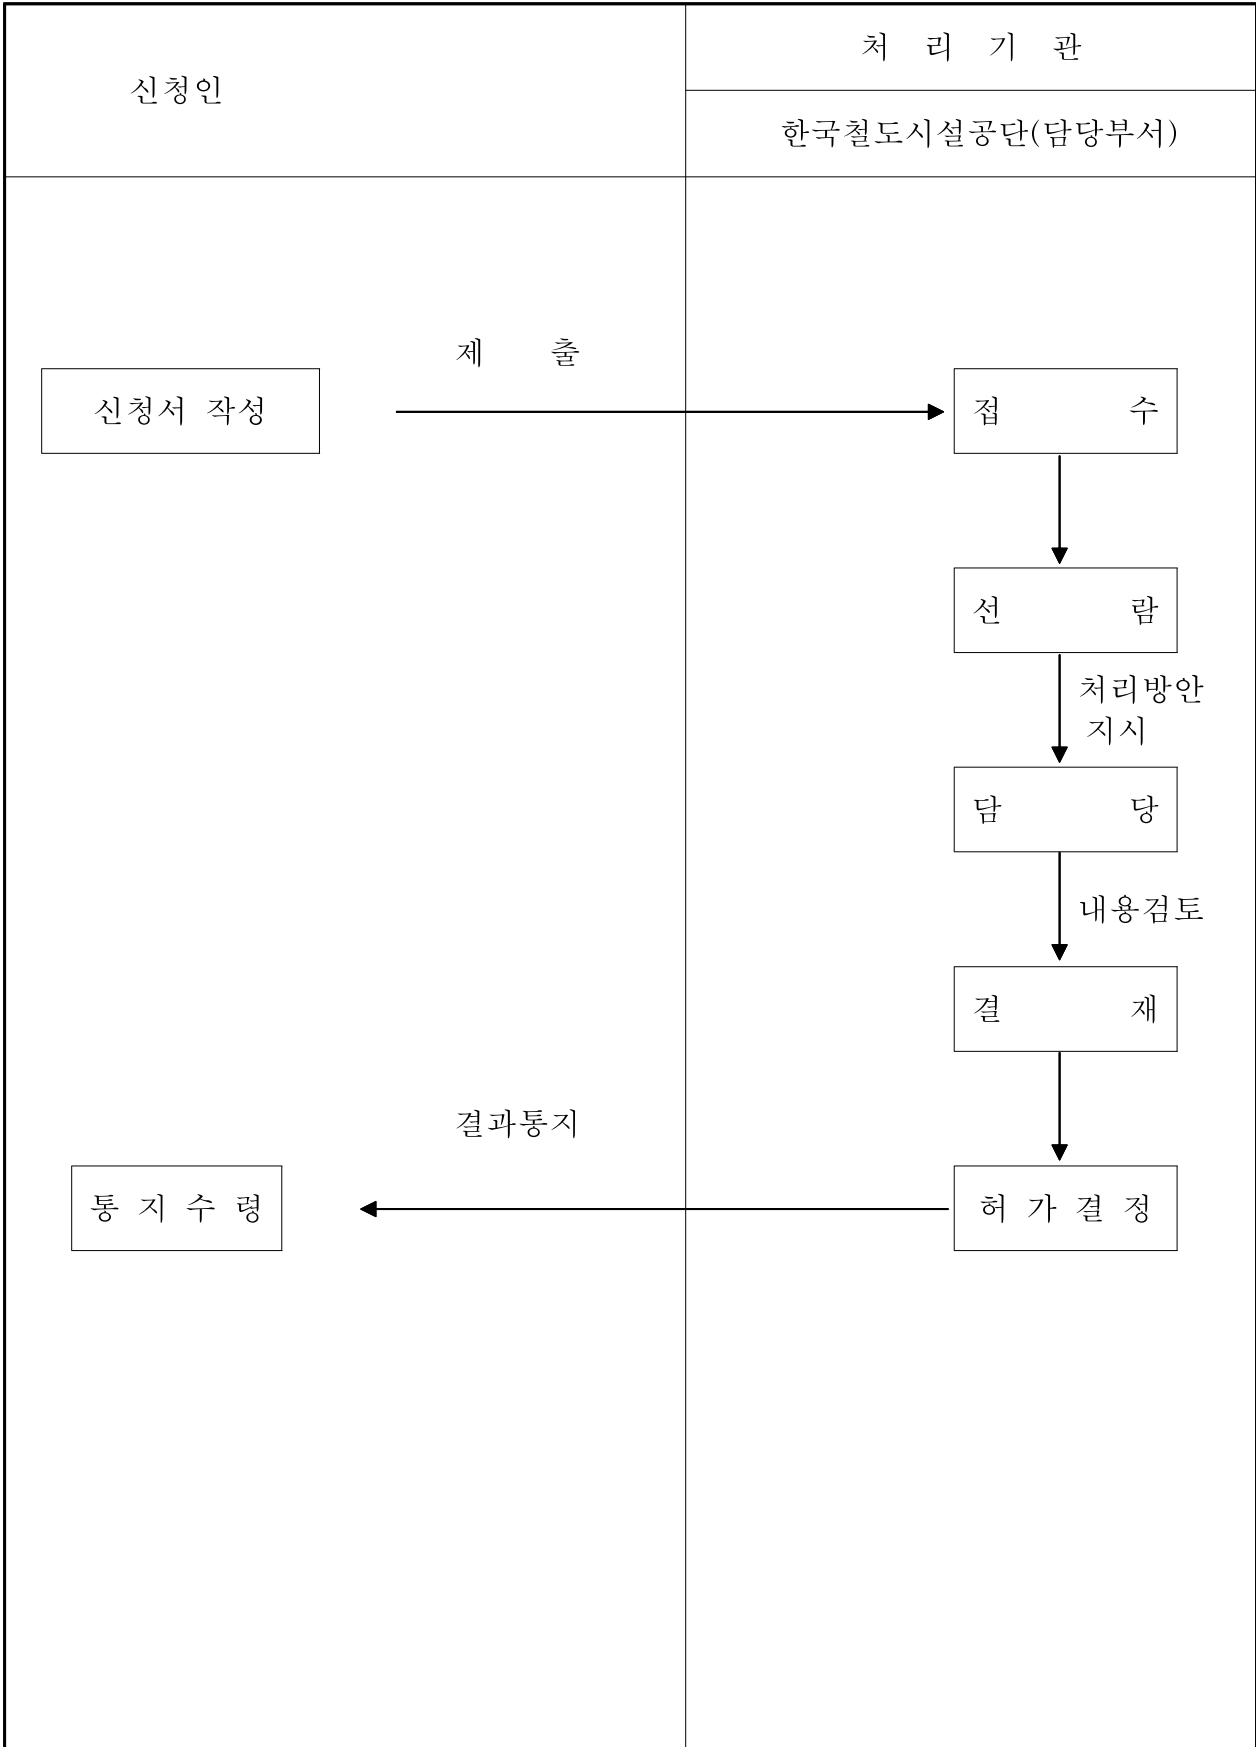 처 리 기 관
신청인
한국철도시설공단(담당부서)
제 출
신청서 작성
접 수
선 람
처리방안
지시
담 당
내용검토
결 재
결과통지
통 지 수 령
허 가 결 정